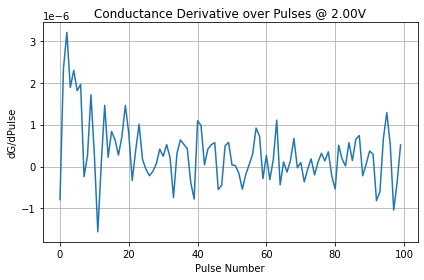 Conductance Derivative over Pulses @ 2.00V
1e−6
3
2
1
0
−1
dG/dPulse
0 20 40 60 80 100
Pulse Number